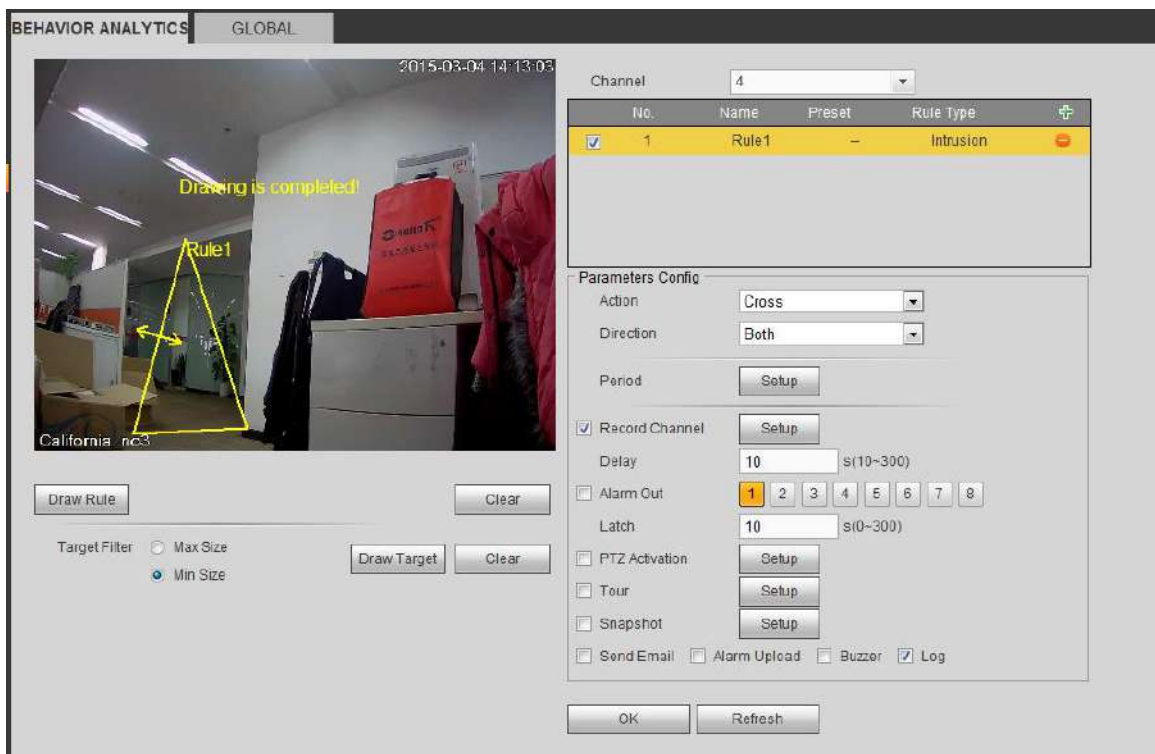 BEHAVIOR ANALYTICS GLOBAL
2015-03-04 14:13:03
Drawing is completed!
Rule1
California nc3
Draw Rule Clear
Target Filter Max Size
Min Size
Draw Target Clear
Channel 4
No. Name Preset Rule Type
1 Rule1 – Intrusion
Parameters Config
Action Cross
Direction Both
Period Setup
Record Channel Setup
Delay 10 s(10~300)
Alarm Out 1 2 3 4 5 6 7 8
Latch 10 s(0~300)
PTZ Activation Setup
Tour Setup
Snapshot Setup
Send Email Alarm Upload Buzzer Log
OK Refresh